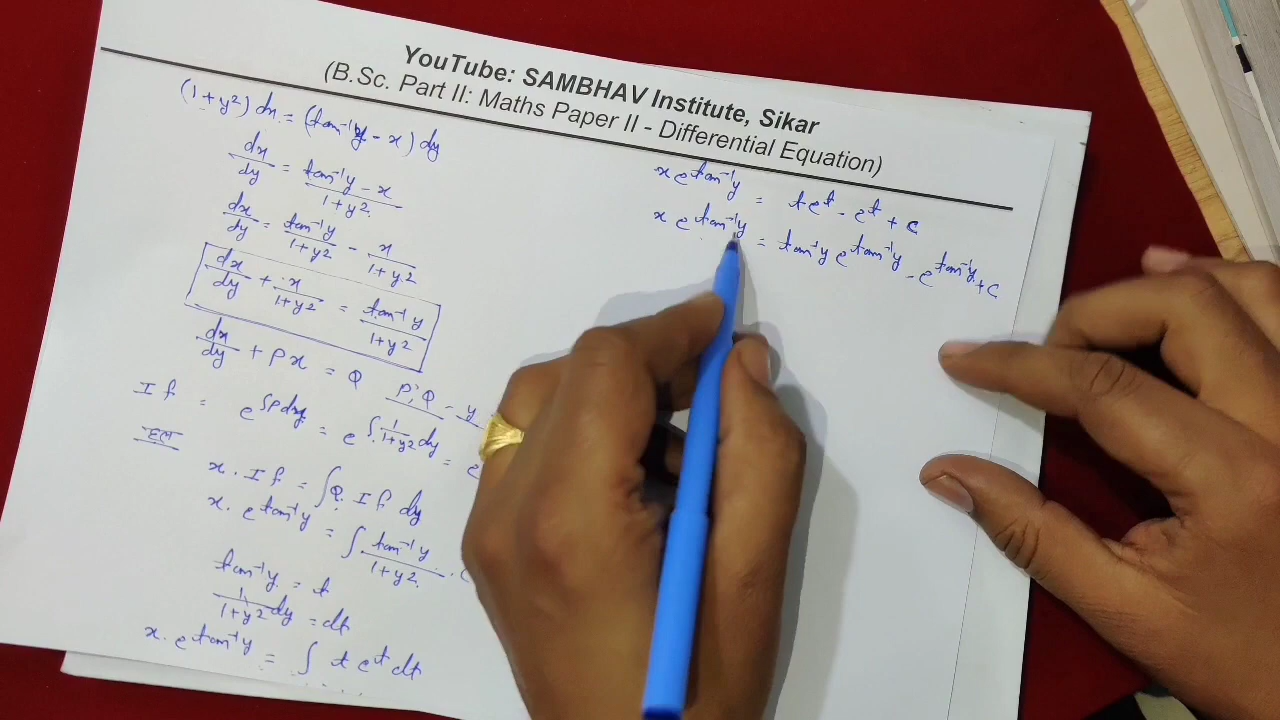 YouTube: SAMBHAV Institute, Sikar
(B.Sc. Part II: Maths Paper II - Differential Equation)
(1 + y²) dx = (tan⁻¹y - x) dy
dx/dy = (tan⁻¹y - x)/(1 + y²)
dx/dy = tan⁻¹y/(1 + y²) - x/(1 + y²)
dx/dy + x/(1 + y²) = tan⁻¹y/(1 + y²)
dx/dy + Px = Q P, Q - y
If = e^∫Pdy = e^∫1/(1+y²) dy = e
x. If = ∫Q. If dy
x. e^tan⁻¹y = ∫ tan⁻¹y/(1 + y²) .
tan⁻¹y = t
1/(1 + y²) dy = dt
x. e^tan⁻¹y = ∫ t e^t dt
x e^tan⁻¹y = te^t - e^t + c
x e^tan⁻¹y = tan⁻¹y e^tan⁻¹y - e^tan⁻¹y + c